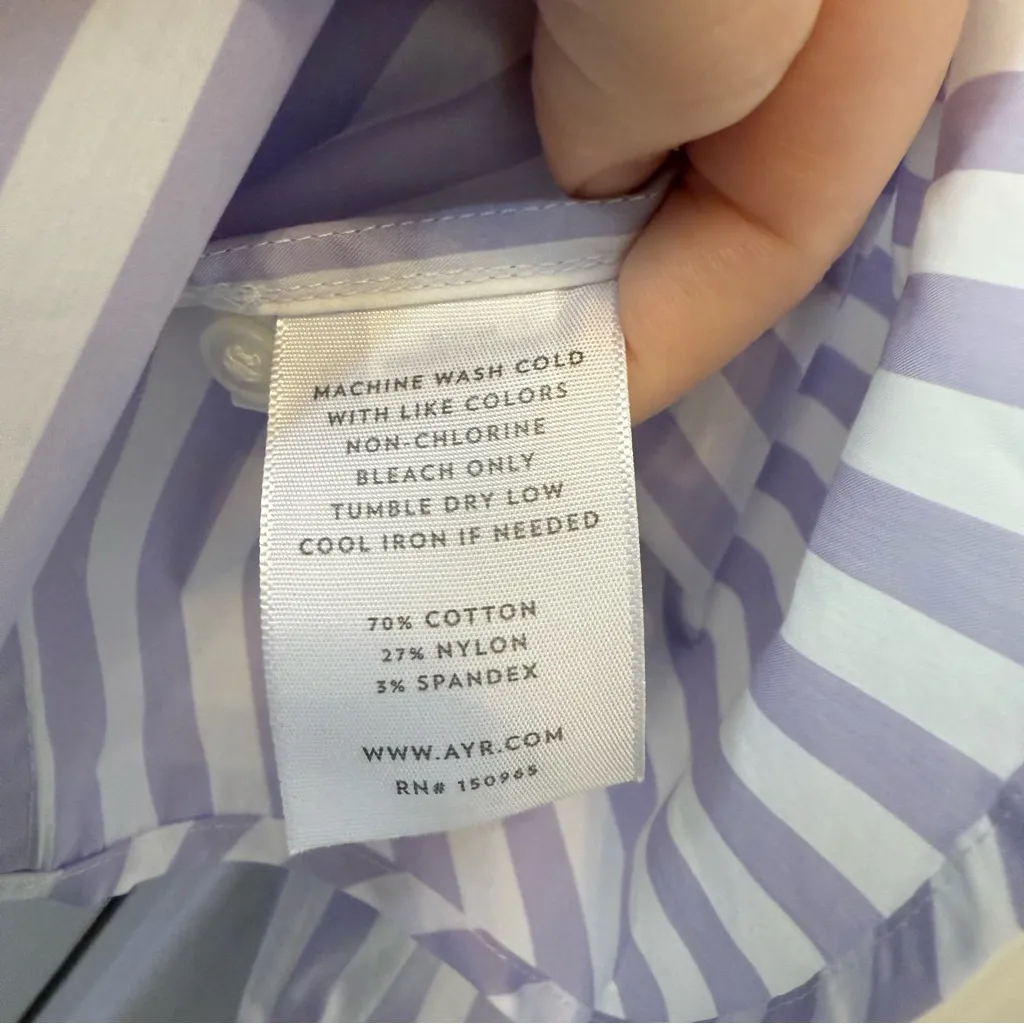 MACHINE WASH COLD
WITH LIKE COLORS
NON-CHLORINE
BLEACH ONLY
TUMBLE DRY LOW
COOL IRON IF NEEDED
70% COTTON
27% NYLON
3% SPANDEX
WWW.AYR.COM
RN# 150965